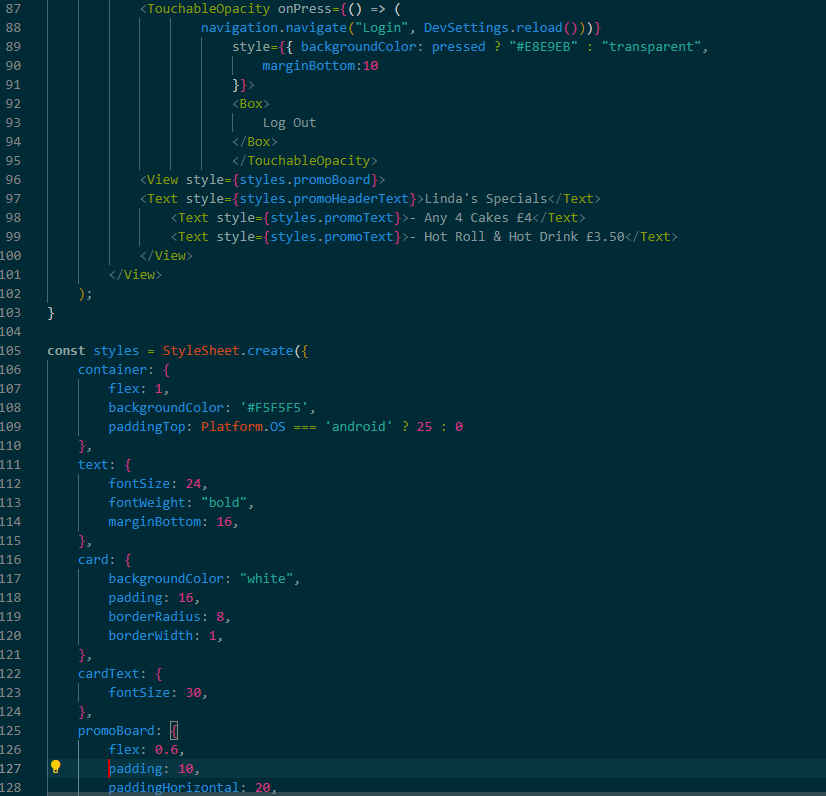 87 <TouchableOpacity onPress={() => (
88 navigation.navigate("Login", DevSettings.reload()))}
89 style={{ backgroundColor: pressed ? "#E8E9EB" : "transparent",
90 marginBottom:10
91 }}>
92 <Box>
93 Log Out
94 </Box>
95 </TouchableOpacity>
96 <View style={styles.promoBoard}>
97 <Text style={styles.promoHeaderText}>Linda's Specials</Text>
98 <Text style={styles.promoText}>- Any 4 Cakes £4</Text>
99 <Text style={styles.promoText}>- Hot Roll & Hot Drink £3.50</Text>
100 </View>
101 </View>
102 );
103 }
104
105 const styles = StyleSheet.create({
106 container: {
107 flex: 1,
108 backgroundColor: '#F5F5F5',
109 paddingTop: Platform.OS === 'android' ? 25 : 0
110 },
111 text: {
112 fontSize: 24,
113 fontWeight: "bold",
114 marginBottom: 16,
115 },
116 card: {
117 backgroundColor: "white",
118 padding: 16,
119 borderRadius: 8,
120 borderWidth: 1,
121 },
122 cardText: {
123 fontSize: 30,
124 },
125 promoBoard: {
126 flex: 0.6,
127 padding: 10,
128 paddingHorizontal: 20,